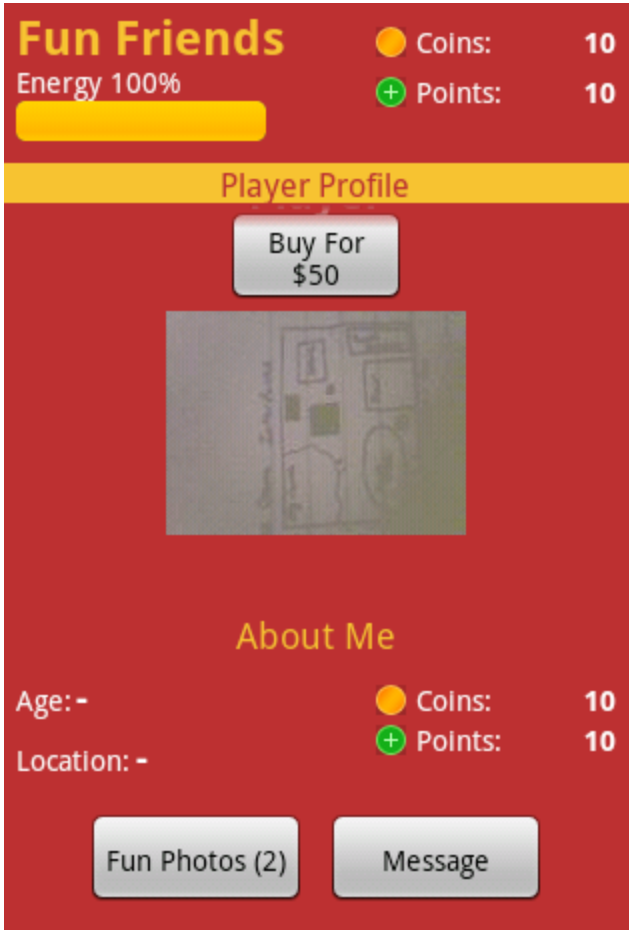 Fun Friends
Coins: 10
Energy 100%
Points: 10
Player Profile
Buy For
$50
About Me
Age: -
Coins: 10
Points: 10
Location: -
Fun Photos (2)
Message